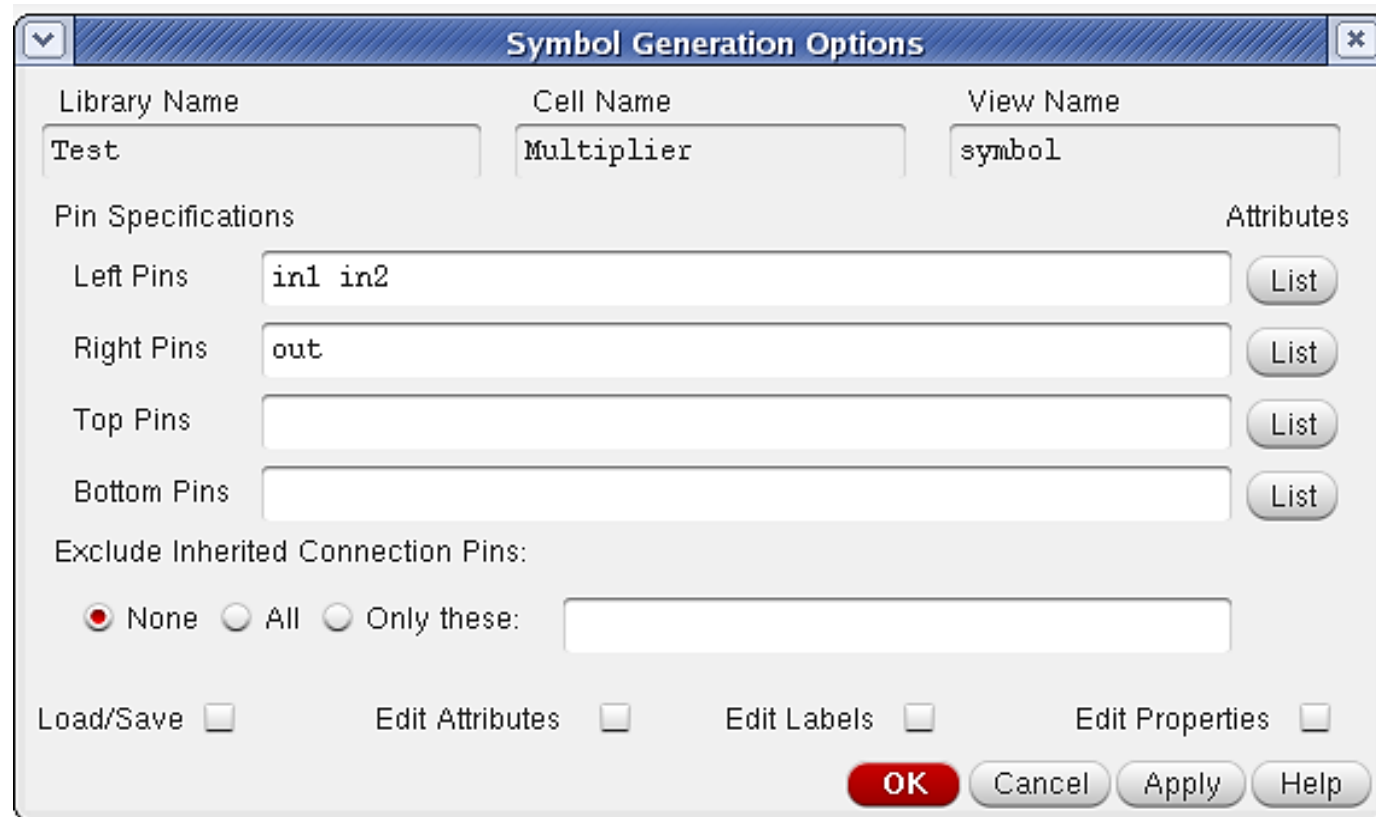 Symbol Generation Options
Library Name Cell Name View Name
Test Multiplier symbol
Pin Specifications Attributes
Left Pins in1 in2 List
Right Pins out List
Top Pins List
Bottom Pins List
Exclude Inherited Connection Pins:
None All Only these:
Load/Save Edit Attributes Edit Labels Edit Properties
OK Cancel Apply Help